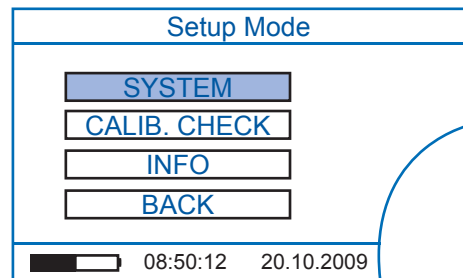 Setup Mode
SYSTEM
CALIB. CHECK
INFO
BACK
08:50:12 20.10.2009